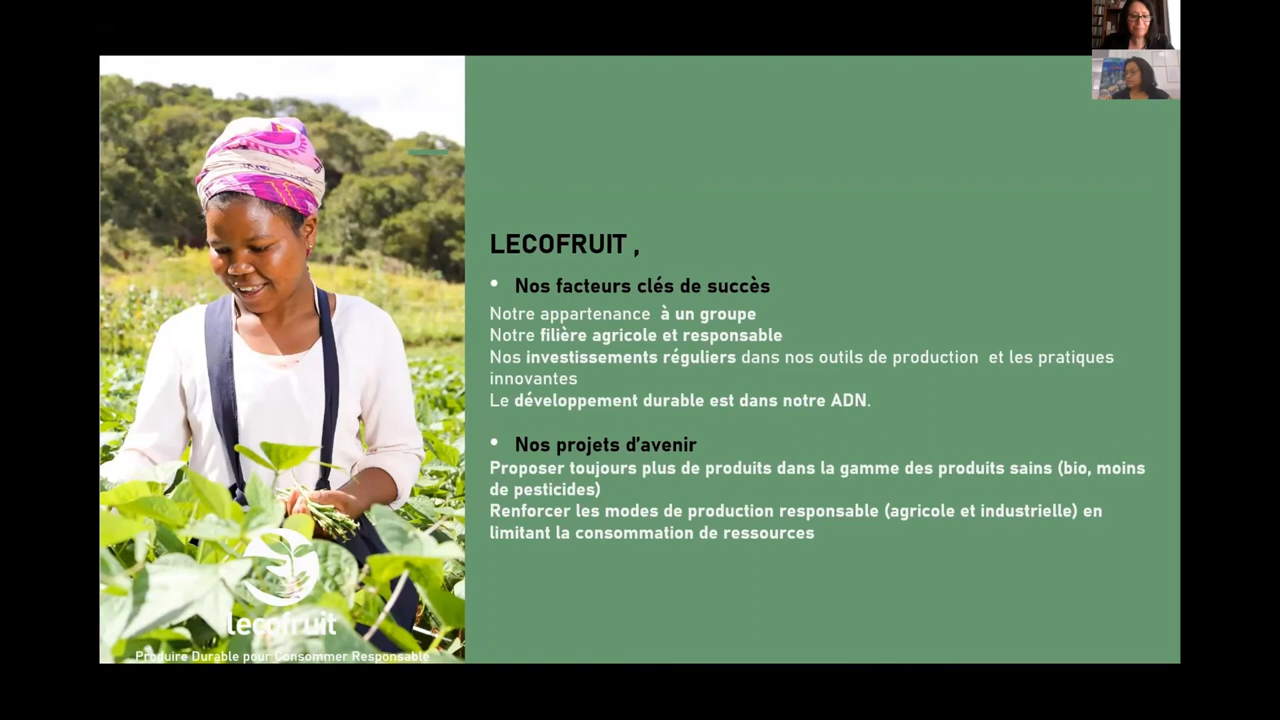 LECOFRUIT ,
• Nos facteurs clés de succès
Notre appartenance à un groupe
Notre filière agricole et responsable
Nos investissements réguliers dans nos outils de production et les pratiques
innovantes
Le développement durable est dans notre ADN.
• Nos projets d'avenir
Proposer toujours plus de produits dans la gamme des produits sains (bio, moins
de pesticides)
Renforcer les modes de production responsable (agricole et industrielle) en
limitant la consommation de ressources
lecofruit
Produire Durable pour Consommer Responsable